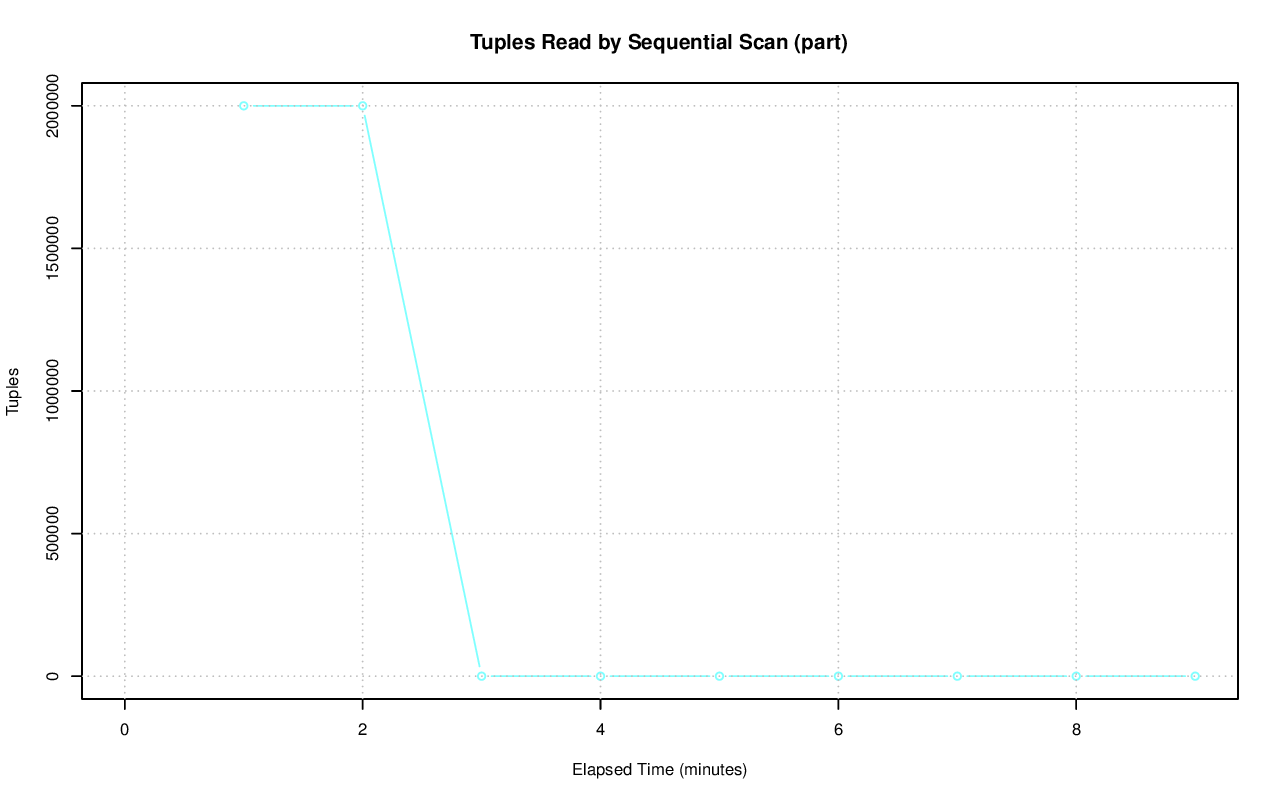 Tuples Read by Sequential Scan (part)
2000000
1500000
1000000
500000
0
Tuples
0 2 4 6 8
Elapsed Time (minutes)